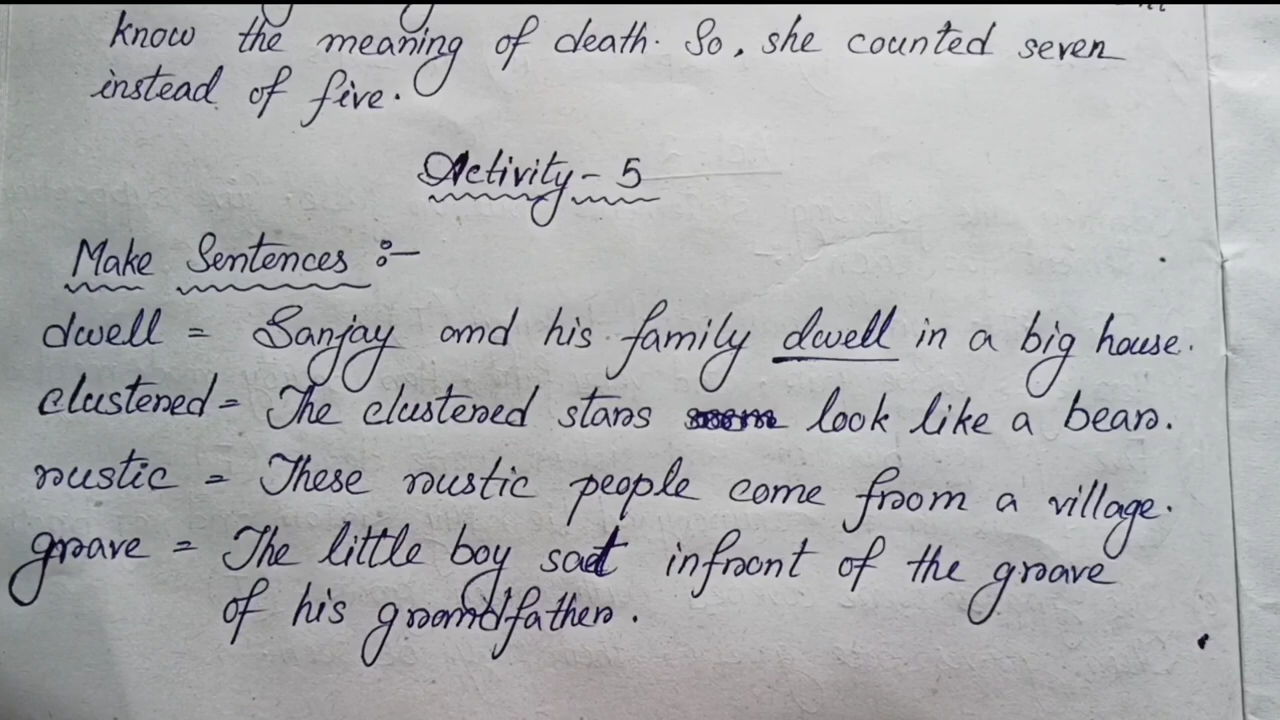 know the meaning of death. So, she counted seven
instead of five.
Activity - 5
Make Sentences :-
dwell = Sanjay and his family dwell in a big house.
clustered = The clustered stars look like a bear.
rustic = These rustic people come from a village.
grave = The little boy sat infront of the grave
of his grandfather.